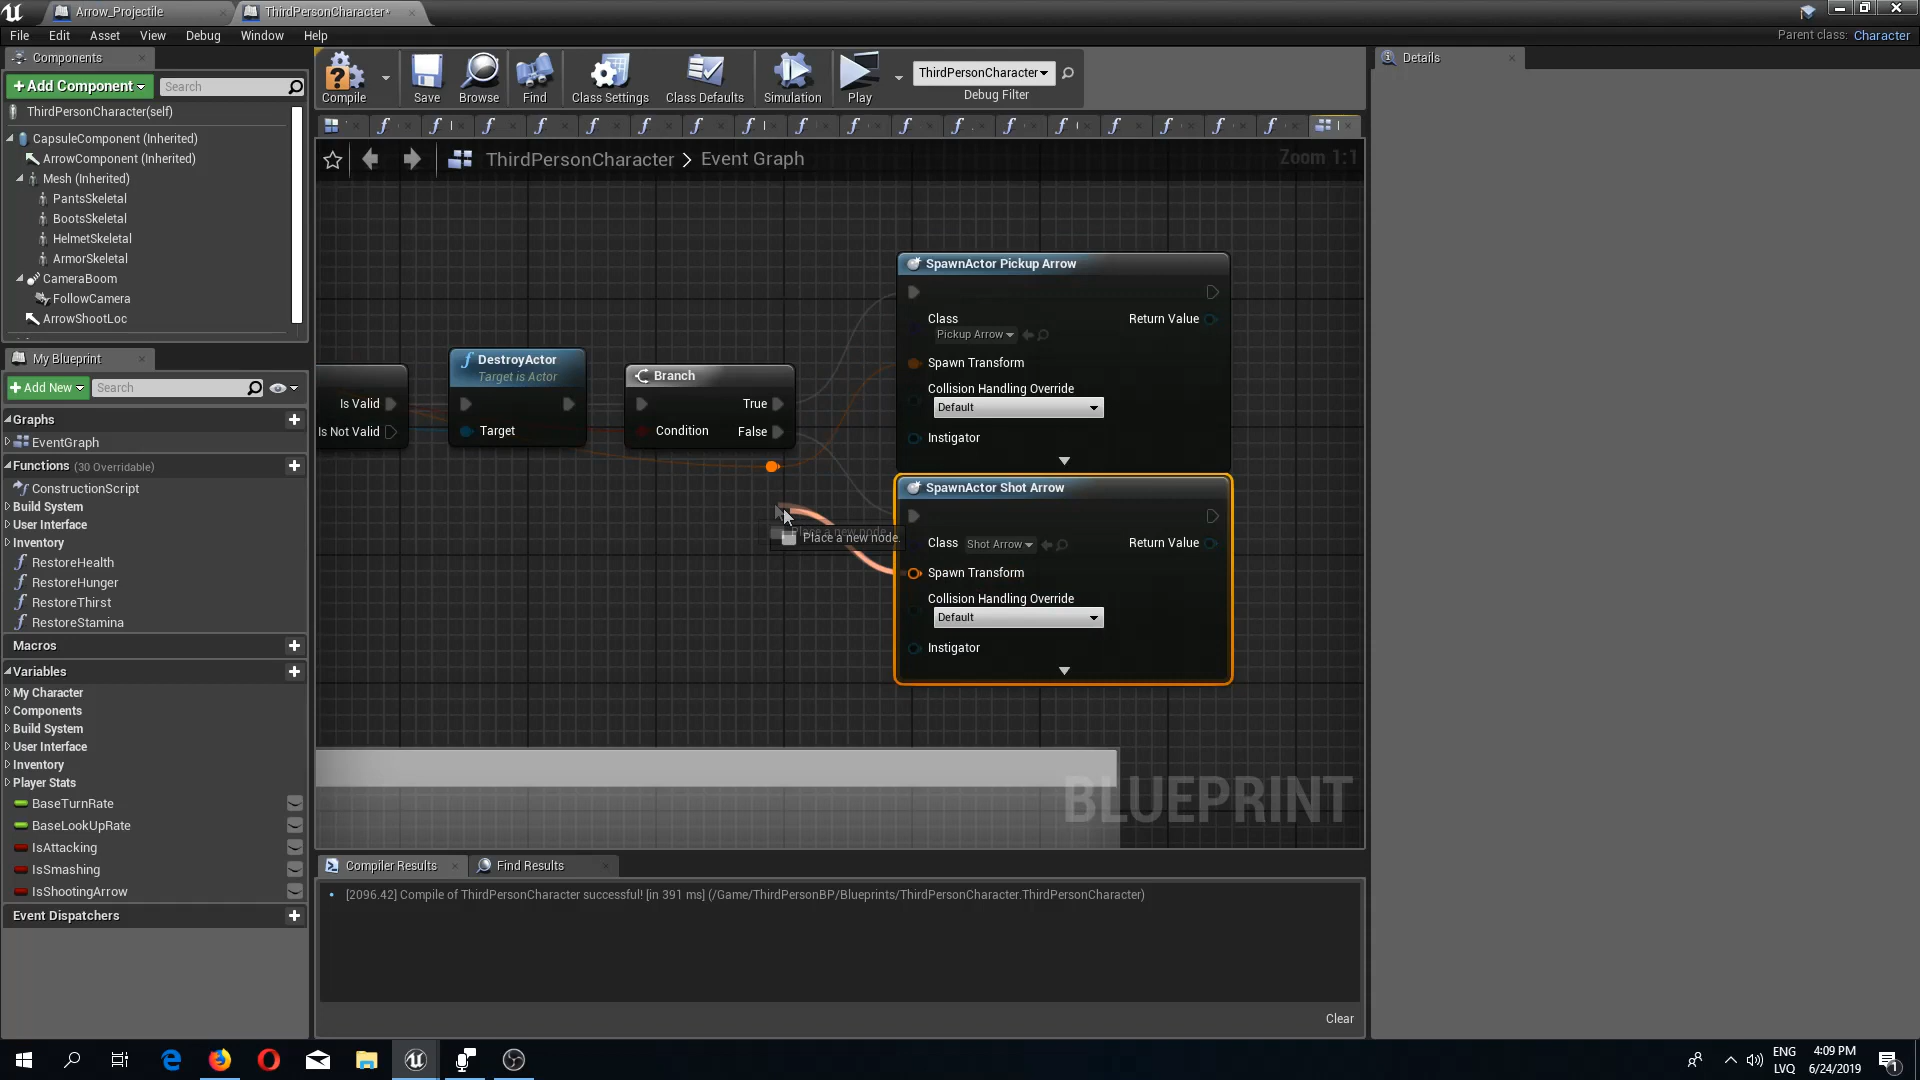 Arrow_Projectile
ThirdPersonCharacter*
File Edit Asset View Debug Window Help
Parent class: Character
Components
+Add Component
Search
ThirdPersonCharacter(self)
CapsuleComponent (Inherited)
ArrowComponent (Inherited)
Mesh (Inherited)
PantsSkeletal
BootsSkeletal
HelmetSkeletal
ArmorSkeletal
CameraBoom
FollowCamera
ArrowShootLoc
My Blueprint
+Add New
Search
Graphs
EventGraph
Functions (30 Overridable)
ConstructionScript
Build System
User Interface
Inventory
RestoreHealth
RestoreHunger
RestoreThirst
RestoreStamina
Macros
Variables
My Character
Components
Build System
User Interface
Inventory
Player Stats
BaseTurnRate
BaseLookUpRate
IsAttacking
IsSmashing
IsShootingArrow
Event Dispatchers
Compile
Save
Browse
Find
Class Settings
Class Defaults
Simulation
Play
ThirdPersonCharacter
Debug Filter
ThirdPersonCharacter > Event Graph
Zoom 1:1
Is Valid
Is Not Valid
DestroyActor
Target is Actor
Target
Branch
True
Condition
False
SpawnActor Pickup Arrow
Class
Pickup Arrow
Return Value
Spawn Transform
Collision Handling Override
Default
Instigator
SpawnActor Shot Arrow
Class Shot Arrow
Return Value
Spawn Transform
Collision Handling Override
Default
Instigator
Place a new node.
Place a new node.
BLUEPRINT
Compiler Results
Find Results
[2096.42] Compile of ThirdPersonCharacter successful! [in 391 ms] (/Game/ThirdPersonBP/Blueprints/ThirdPersonCharacter.ThirdPersonCharacter)
Clear
Details
ENG
LVQ
4:09 PM
6/24/2019
1